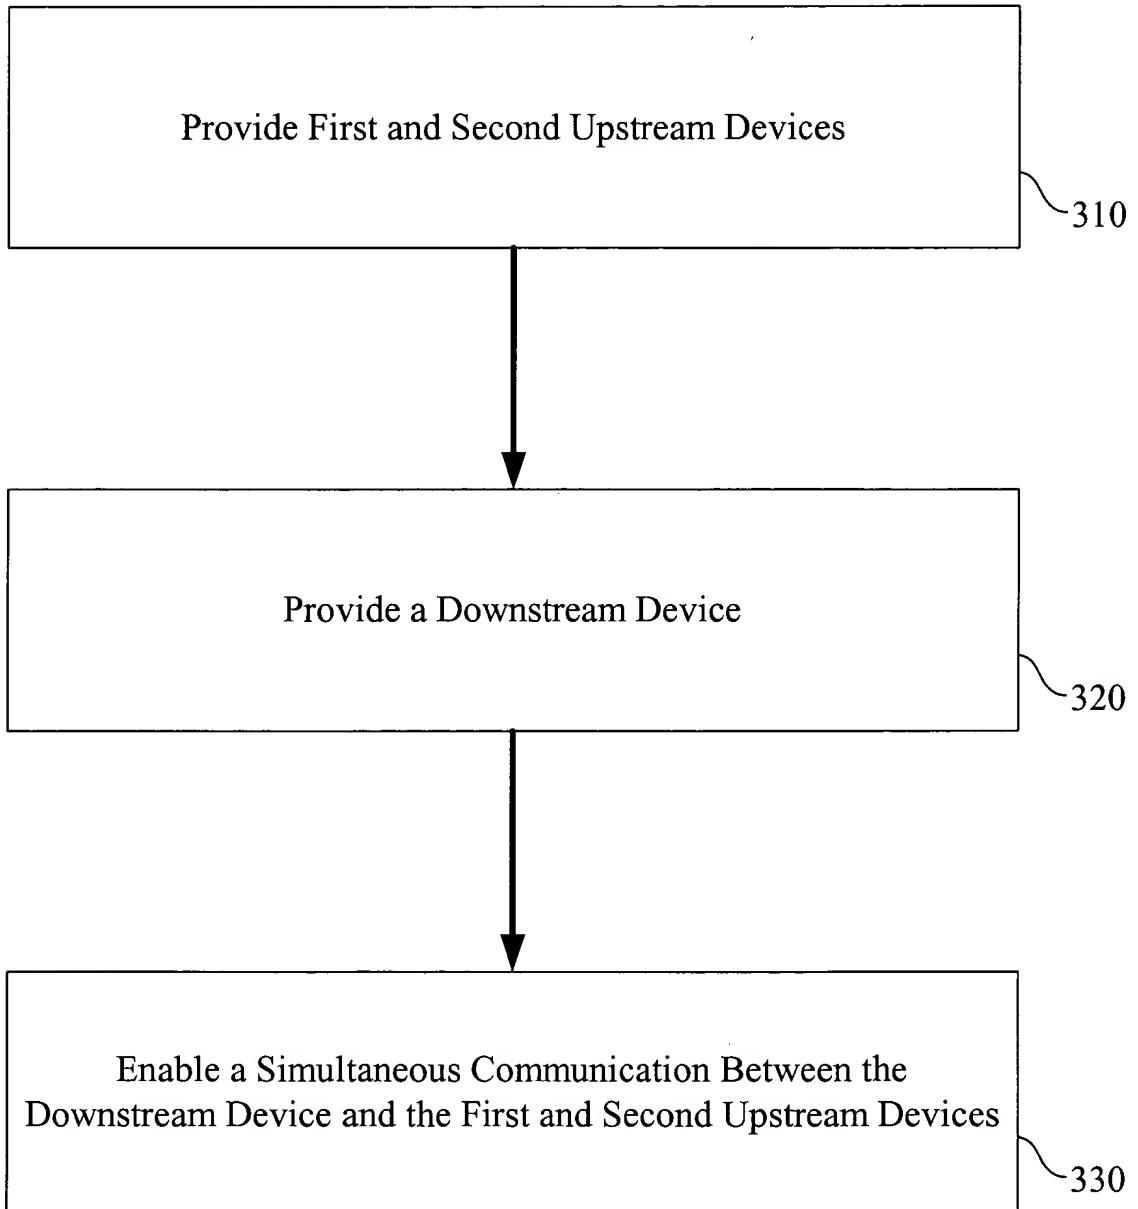 Provide First and Second Upstream Devices
310
Provide a Downstream Device
320
Enable a Simultaneous Communication Between the
Downstream Device and the First and Second Upstream Devices
330